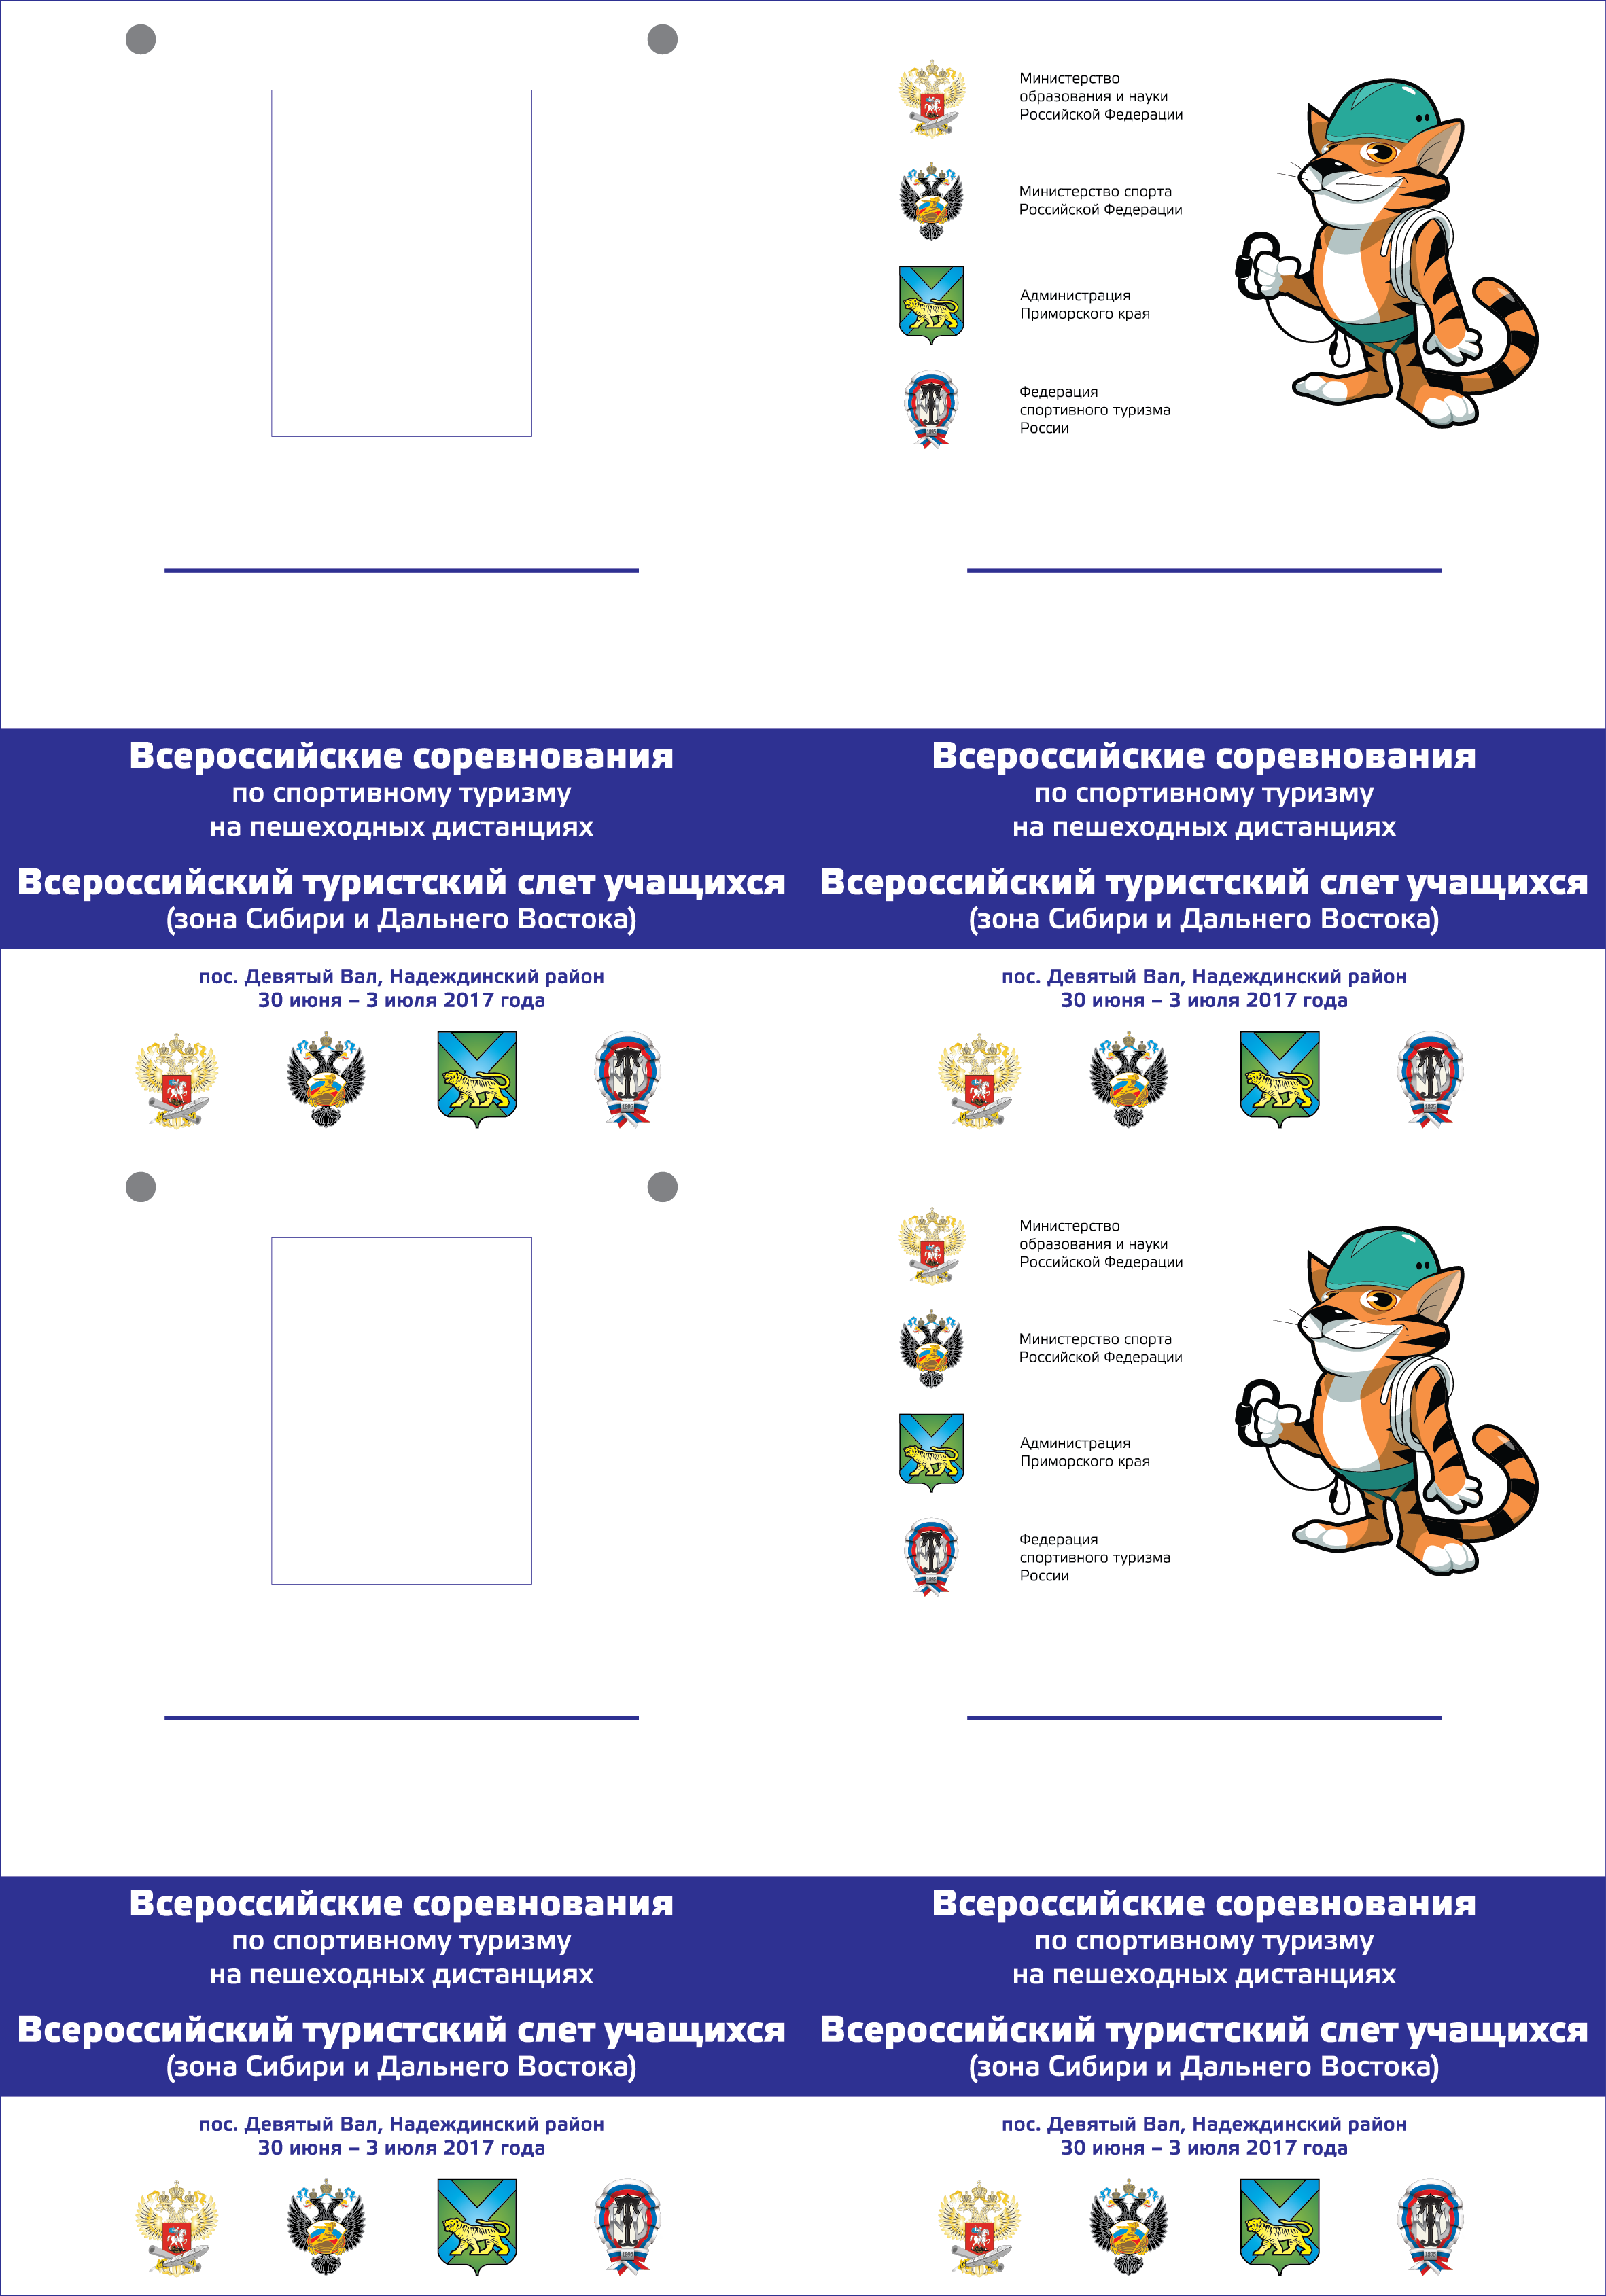 Министерство
образования и науки
Российской Федерации
Министерство спорта
Российской Федерации
Администрация
Приморского края
Федерация
спортивного туризма
России
Всероссийские соревнования
по спортивному туризму
на пешеходных дистанциях
Всероссийский туристский слет учащихся
(зона Сибири и Дальнего Востока)
пос. Девятый Вал, Надеждинский район
30 июня – 3 июля 2017 года
Всероссийские соревнования
по спортивному туризму
на пешеходных дистанциях
Всероссийский туристский слет учащихся
(зона Сибири и Дальнего Востока)
пос. Девятый Вал, Надеждинский район
30 июня – 3 июля 2017 года
Министерство
образования и науки
Российской Федерации
Министерство спорта
Российской Федерации
Администрация
Приморского края
Федерация
спортивного туризма
России
Всероссийские соревнования
по спортивному туризму
на пешеходных дистанциях
Всероссийский туристский слет учащихся
(зона Сибири и Дальнего Востока)
пос. Девятый Вал, Надеждинский район
30 июня – 3 июля 2017 года
Всероссийские соревнования
по спортивному туризму
на пешеходных дистанциях
Всероссийский туристский слет учащихся
(зона Сибири и Дальнего Востока)
пос. Девятый Вал, Надеждинский район
30 июня – 3 июля 2017 года